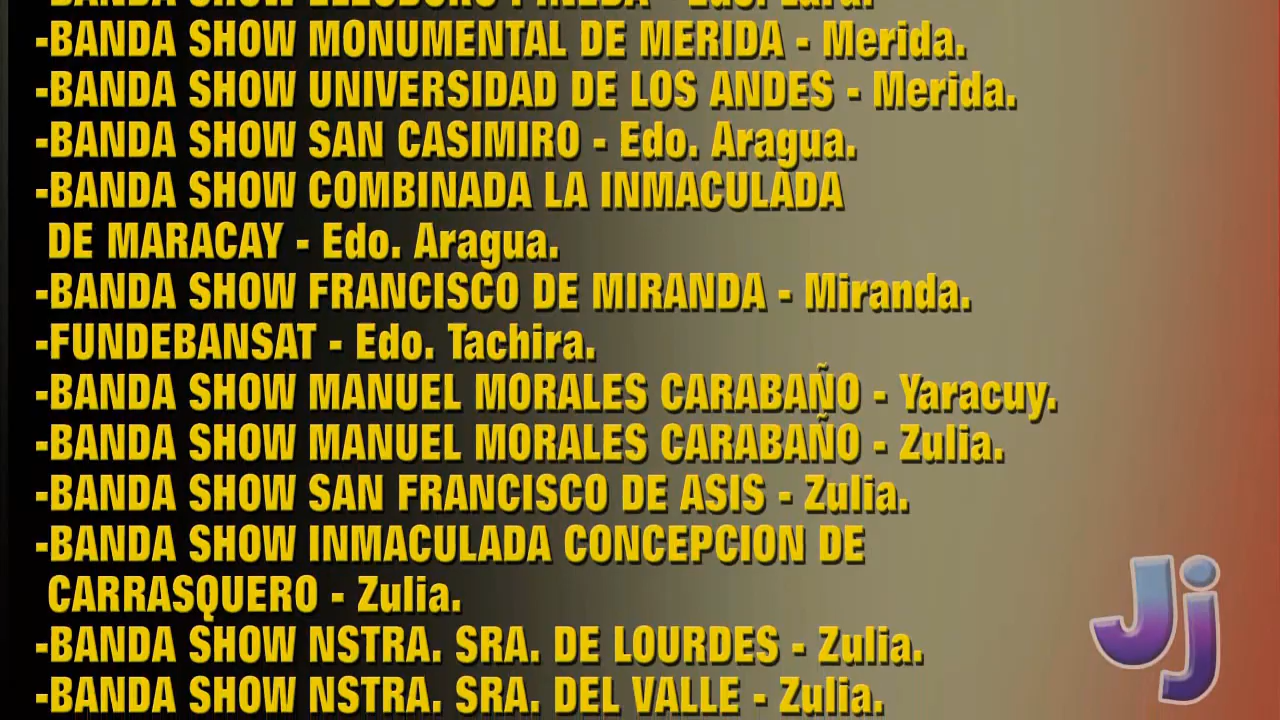 -BANDA SHOW MONUMENTAL DE MERIDA - Merida.
-BANDA SHOW UNIVERSIDAD DE LOS ANDES - Merida.
-BANDA SHOW SAN CASIMIRO - Edo. Aragua.
-BANDA SHOW COMBINADA LA INMACULADA
DE MARACAY - Edo. Aragua.
-BANDA SHOW FRANCISCO DE MIRANDA - Miranda.
-FUNDEBANSAT - Edo. Tachira.
-BANDA SHOW MANUEL MORALES CARABAÑO - Yaracuy.
-BANDA SHOW MANUEL MORALES CARABAÑO - Zulia.
-BANDA SHOW SAN FRANCISCO DE ASIS - Zulia.
-BANDA SHOW INMACULADA CONCEPCION DE
CARRASQUERO - Zulia.
-BANDA SHOW NSTRA. SRA. DE LOURDES - Zulia.
-BANDA SHOW NSTRA. SRA. DEL VALLE - Zulia.
Jj